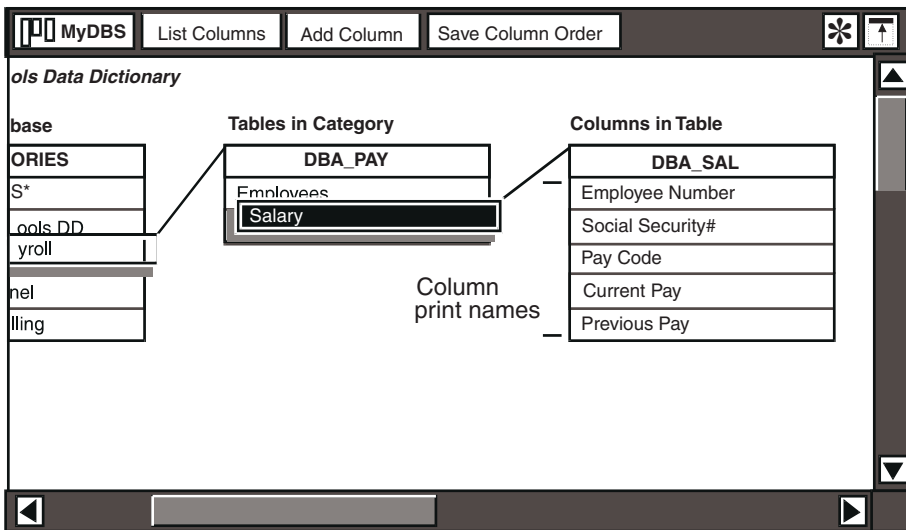 MyDBS List Columns Add Column Save Column Order
ols Data Dictionary
base
ORIES
S*
ools DD
yroll
nel
lling
Tables in Category
DBA_PAY
Employees
Salary
Columns in Table
DBA_SAL
Employee Number
Social Security#
Pay Code
Current Pay
Previous Pay
Column
print names